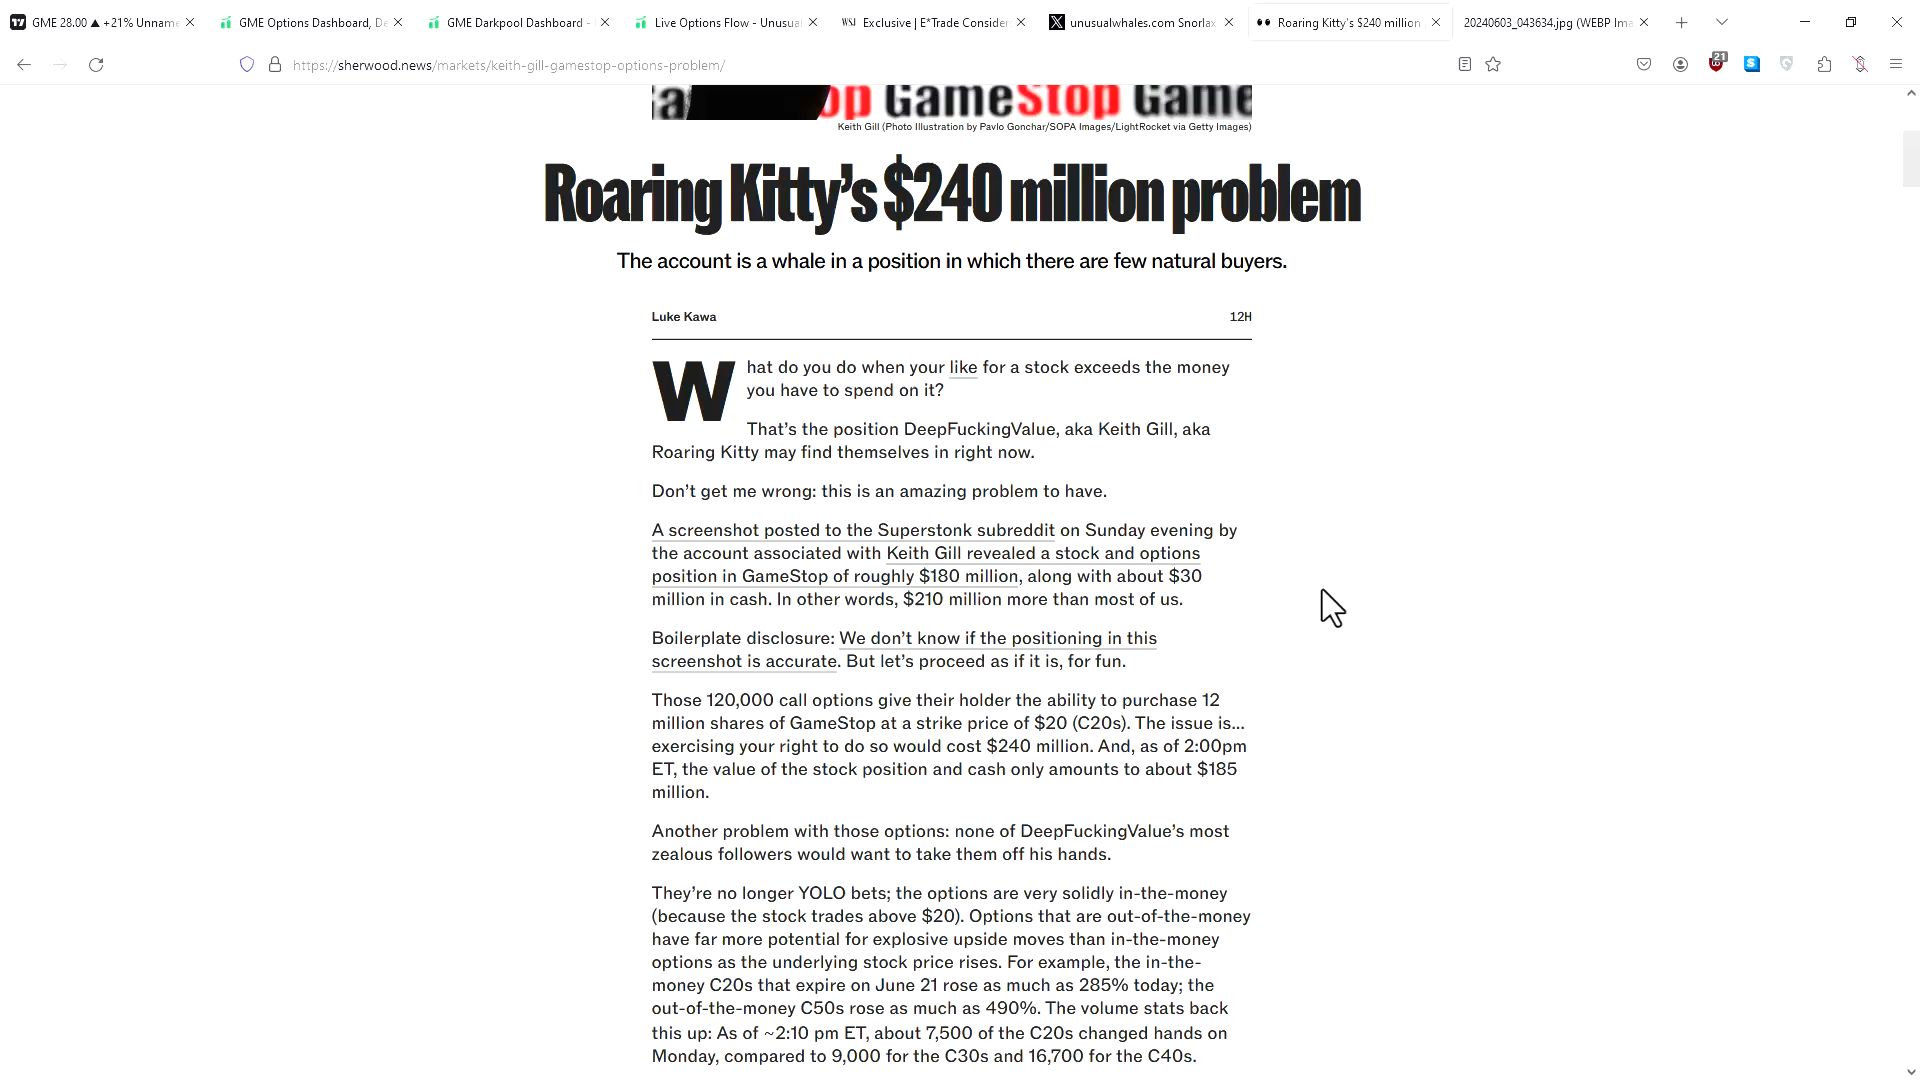 GME 28.00 ▲ +21% Unname
GME Options Dashboard, De
GME Darkpool Dashboard -
Live Options Flow - Unusual
WSJ Exclusive | E*Trade Consider
unusualwhales.com Snorlax
Roaring Kitty's $240 million
20240603_043634.jpg (WEBP Ima
https://sherwood.news/markets/keith-gill-gamestop-options-problem/
21
GameStop Game
Keith Gill (Photo Illustration by Pavlo Gonchar/SOPA Images/LightRocket via Getty Images)
Roaring Kitty’s $240 million problem
The account is a whale in a position in which there are few natural buyers.
Luke Kawa
12H
What do you do when your like for a stock exceeds the money
you have to spend on it?
That’s the position DeepFuckingValue, aka Keith Gill, aka
Roaring Kitty may find themselves in right now.
Don’t get me wrong: this is an amazing problem to have.
A screenshot posted to the Superstonk subreddit on Sunday evening by
the account associated with Keith Gill revealed a stock and options
position in GameStop of roughly $180 million, along with about $30
million in cash. In other words, $210 million more than most of us.
Boilerplate disclosure: We don’t know if the positioning in this
screenshot is accurate. But let’s proceed as if it is, for fun.
Those 120,000 call options give their holder the ability to purchase 12
million shares of GameStop at a strike price of $20 (C20s). The issue is...
exercising your right to do so would cost $240 million. And, as of 2:00pm
ET, the value of the stock position and cash only amounts to about $185
million.
Another problem with those options: none of DeepFuckingValue’s most
zealous followers would want to take them off his hands.
They’re no longer YOLO bets; the options are very solidly in-the-money
(because the stock trades above $20). Options that are out-of-the-money
have far more potential for explosive upside moves than in-the-money
options as the underlying stock price rises. For example, the in-the-
money C20s that expire on June 21 rose as much as 285% today; the
out-of-the-money C50s rose as much as 490%. The volume stats back
this up: As of ~2:10 pm ET, about 7,500 of the C20s changed hands on
Monday, compared to 9,000 for the C30s and 16,700 for the C40s.